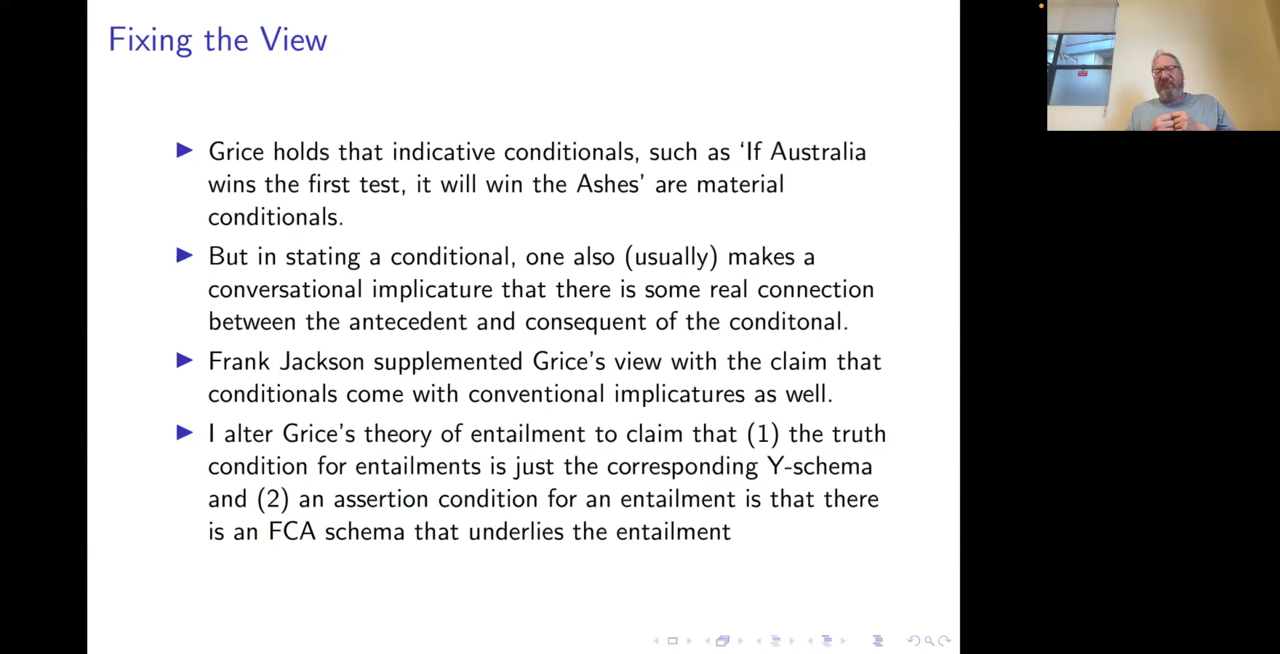 Fixing the View
Grice holds that indicative conditionals, such as ‘If Australia
wins the first test, it will win the Ashes’ are material
conditionals.
But in stating a conditional, one also (usually) makes a
conversational implicature that there is some real connection
between the antecedent and consequent of the conditonal.
Frank Jackson supplemented Grice’s view with the claim that
conditionals come with conventional implicatures as well.
I alter Grice’s theory of entailment to claim that (1) the truth
condition for entailments is just the corresponding Y-schema
and (2) an assertion condition for an entailment is that there
is an FCA schema that underlies the entailment